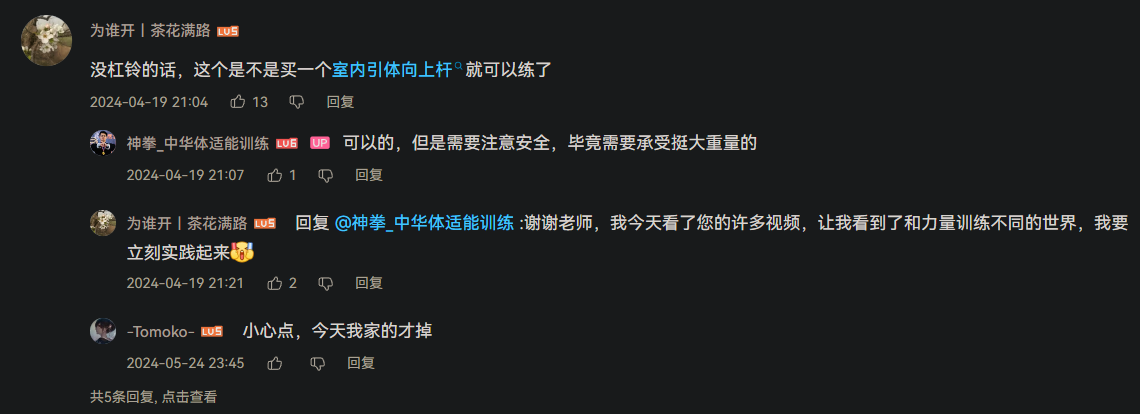 为谁开丨茶花满路 LV5
没杠铃的话，这个是不是买一个室内引体向上杆就可以练了
2024-04-19 21:04 13 回复
神拳_中华体适能训练 LV6 UP 可以的，但是需要注意安全，毕竟需要承受挺大重量的
2024-04-19 21:07 1 回复
为谁开丨茶花满路 LV5 回复 @神拳_中华体适能训练 :谢谢老师，我今天看了您的许多视频，让我看到了和力量训练不同的世界，我要
立刻实践起来
2024-04-19 21:21 2 回复
-Tomoko- LV5 小心点，今天我家的才掉
2024-05-24 23:45 回复
共5条回复, 点击查看